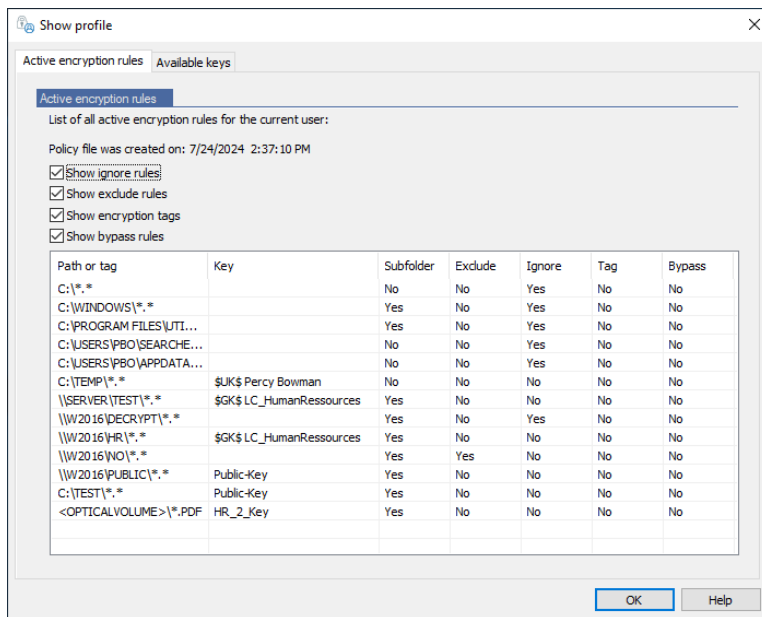 Show profile
Active encryption rules Available keys
Active encryption rules
List of all active encryption rules for the current user:
Policy file was created on: 7/24/2024 2:37:10 PM
Show ignore rules
Show exclude rules
Show encryption tags
Show bypass rules
Path or tag Key Subfolder Exclude Ignore Tag Bypass
C:\*.* No No Yes No No
C:\WINDOWS\*.* Yes No Yes No No
C:\PROGRAM FILES\UTI... Yes No Yes No No
C:\USERS\PBO\SEARCHE... No No Yes No No
C:\USERS\PBO\APPDATA... No No Yes No No
C:\TEMP\*.* $UK$ Percy Bowman No No No No No
\\SERVER\TEST\*.* $GK$ LC_HumanRessources Yes No No No No
\\W2016\DECRYPT\*.* Yes No Yes No No
\\W2016\HR\*.* $GK$ LC_HumanRessources Yes No No No No
\\W2016\NO\*.* Yes Yes No No No
\\W2016\PUBLIC\*.* Public-Key Yes No No No No
C:\TEST\*.* Public-Key Yes No No No No
<OPTICALVOLUME>\*.PDF HR_2_Key Yes No No No No
OK Help